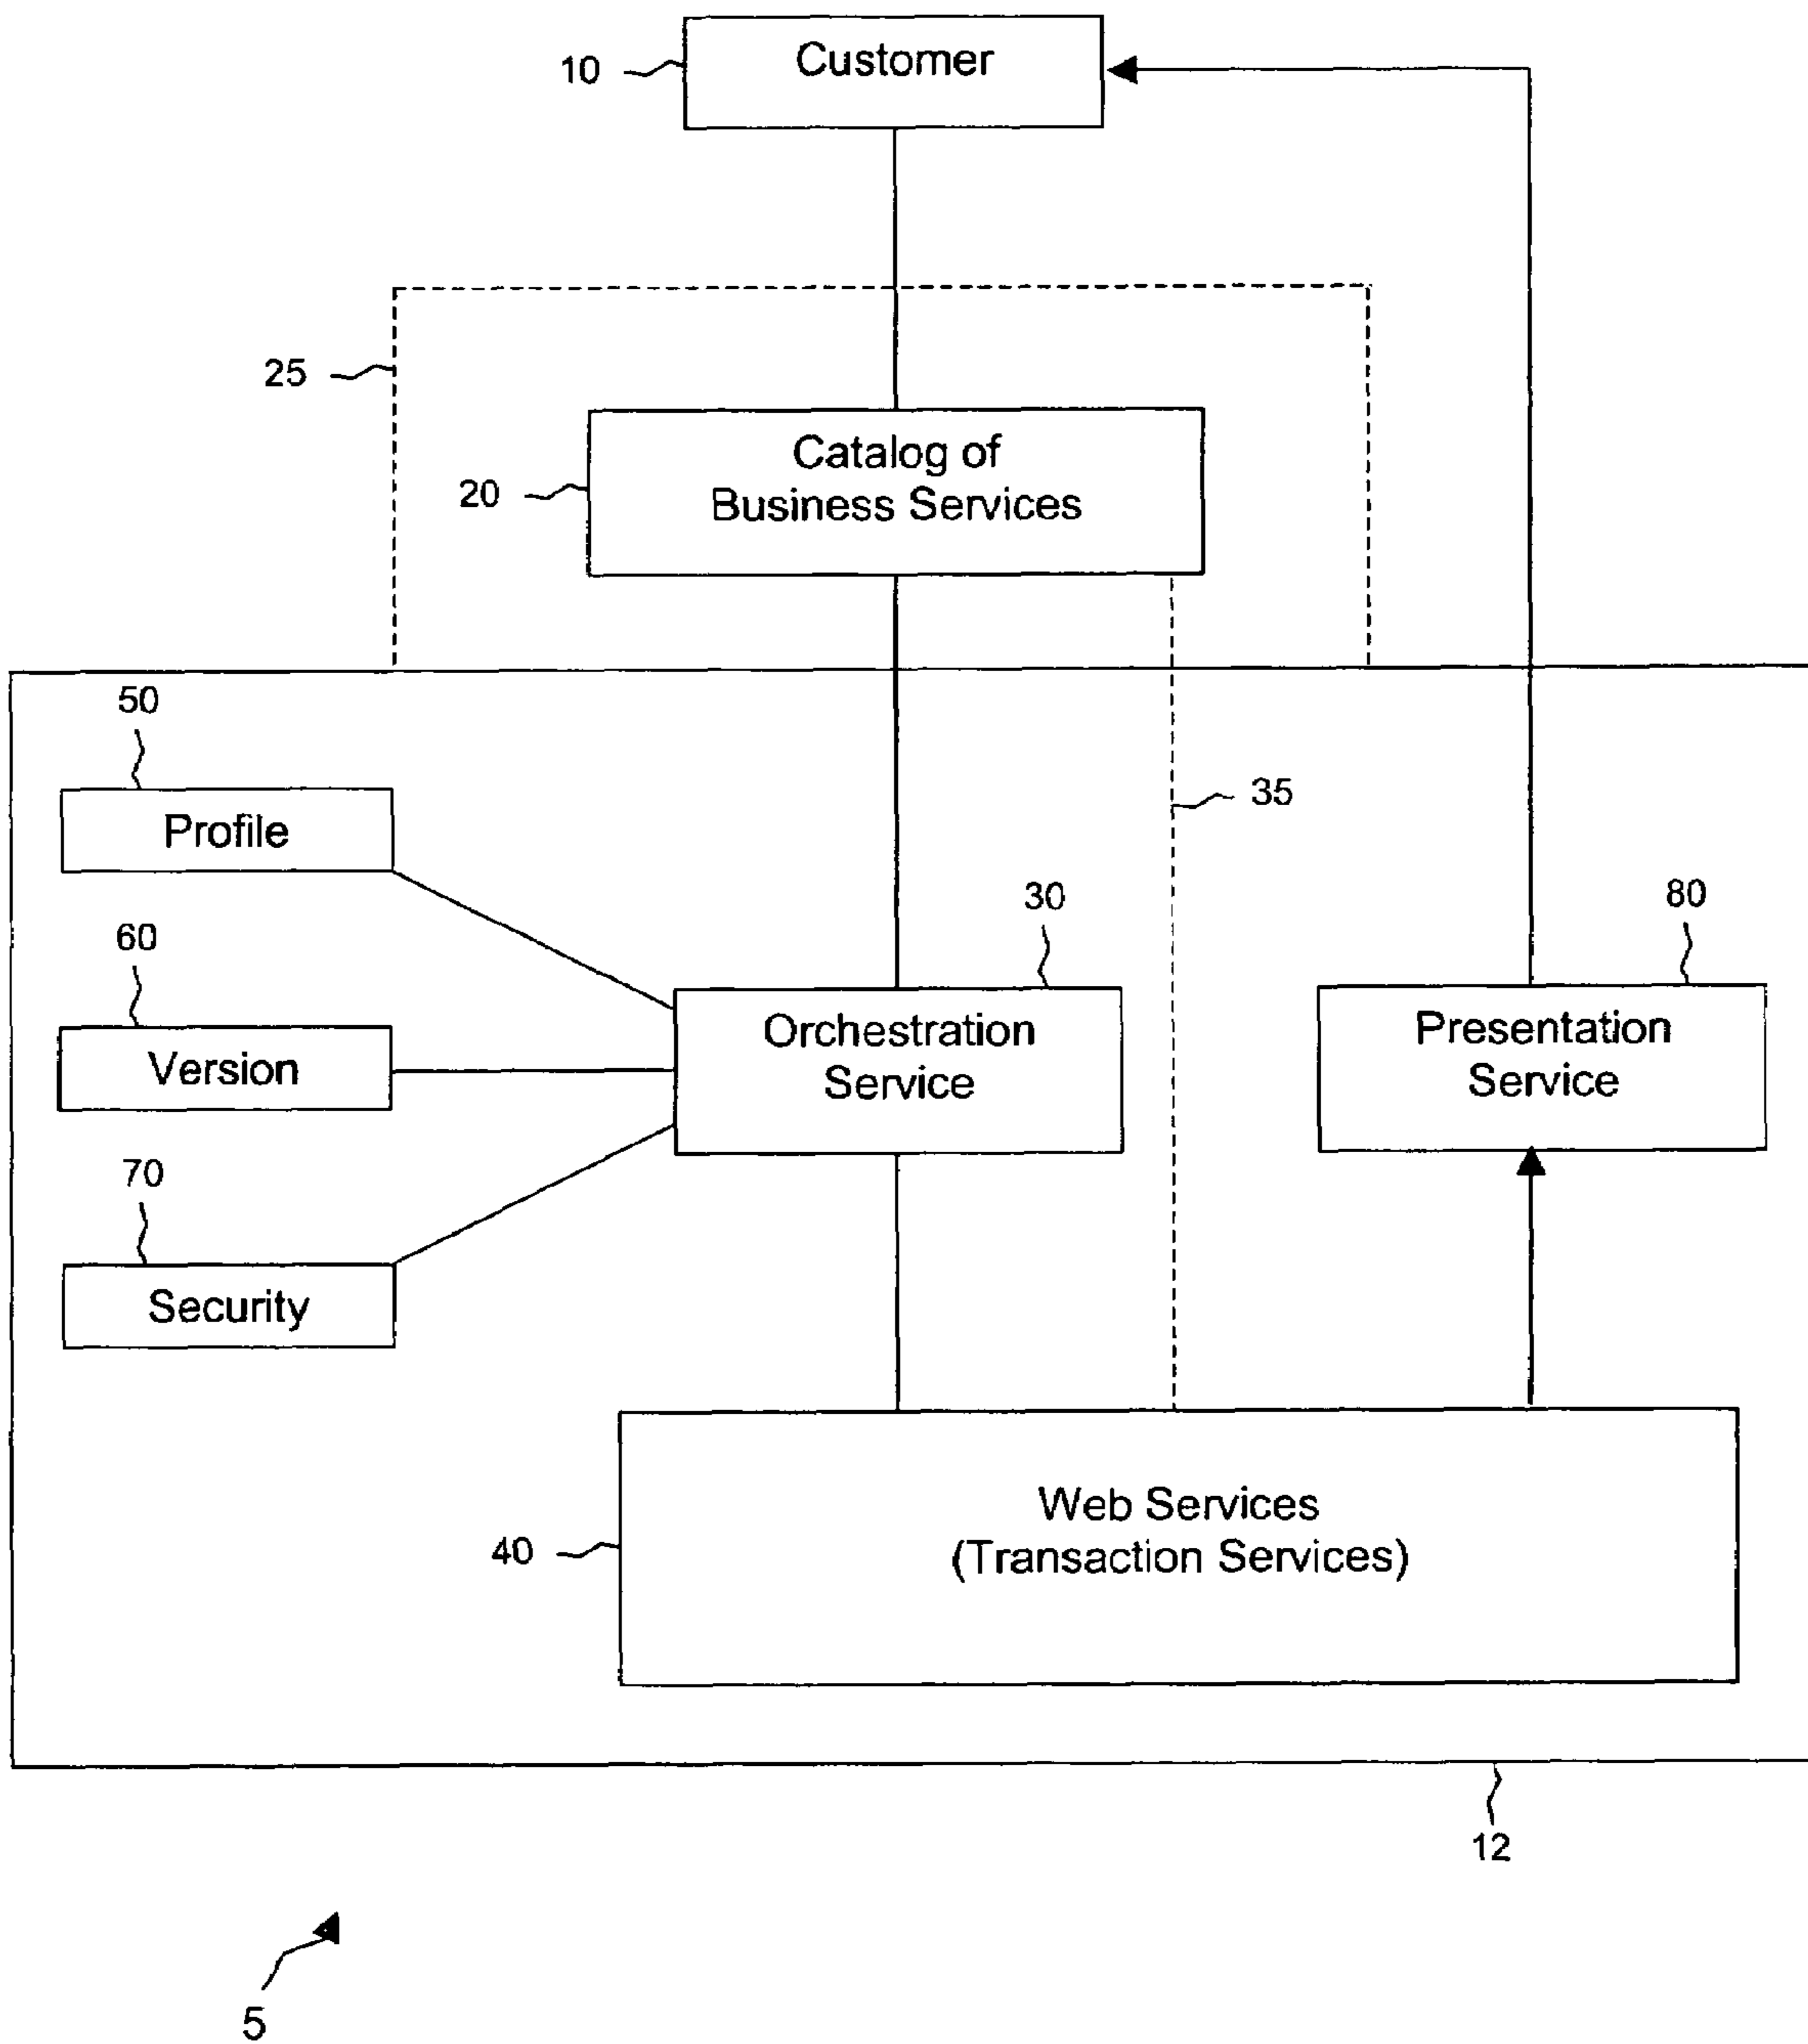 10
Customer
25
20
Catalog of
Business Services
50
Profile
35
30
80
60
Version
Orchestration
Service
Presentation
Service
70
Security
40
Web Services
(Transaction Services)
12
5